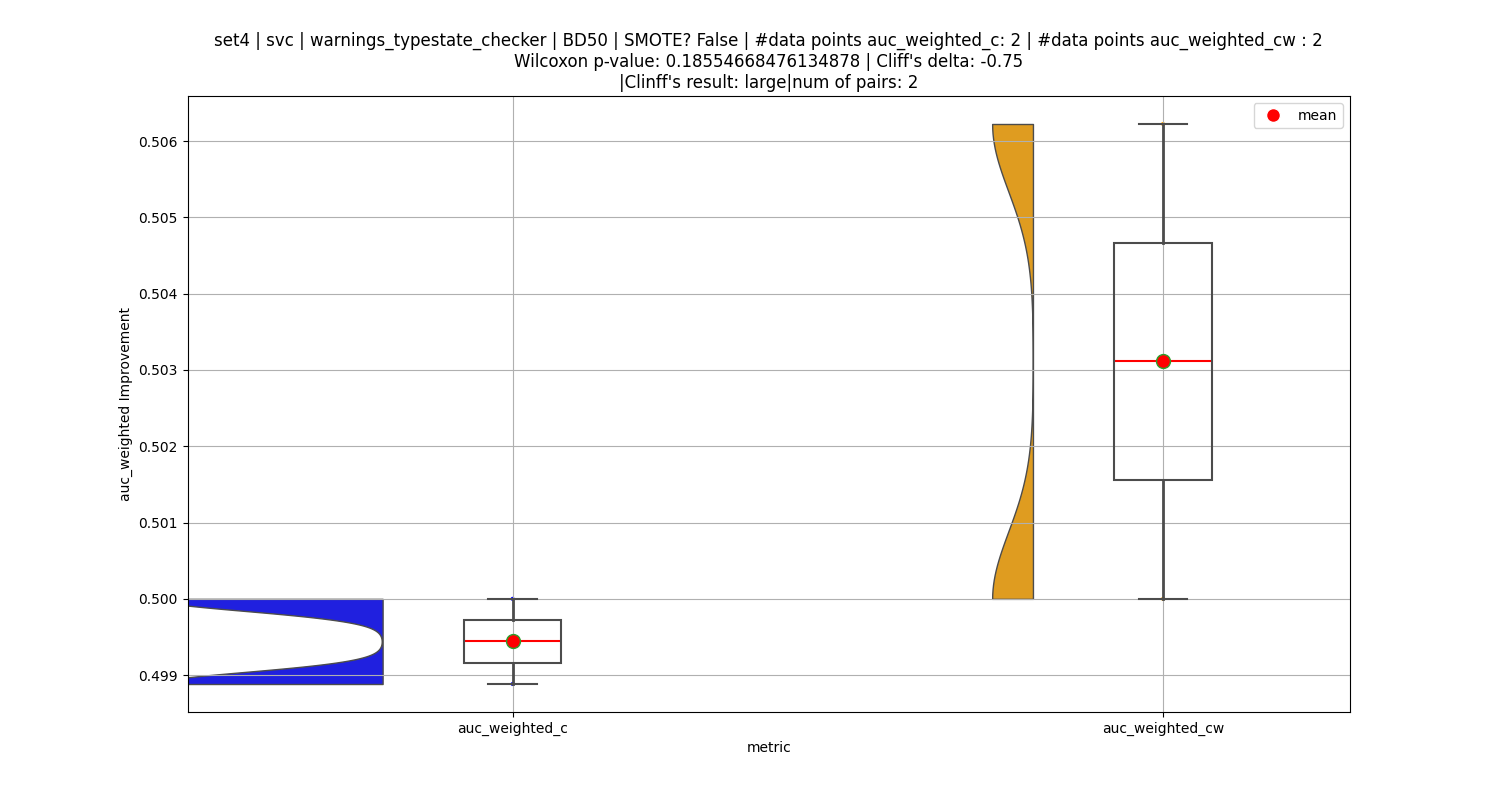 set4 | svc | warnings_typestate_checker | BD50 | SMOTE? False | #data points auc_weighted_c: 2 | #data points auc_weighted_cw : 2
Wilcoxon p-value: 0.18554668476134878 | Cliff's delta: -0.75
|Clinff's result: large|num of pairs: 2
mean
0.506
0.505
0.504
0.503
0.502
0.501
0.500
0.499
auc_weighted Improvement
auc_weighted_c
auc_weighted_cw
metric